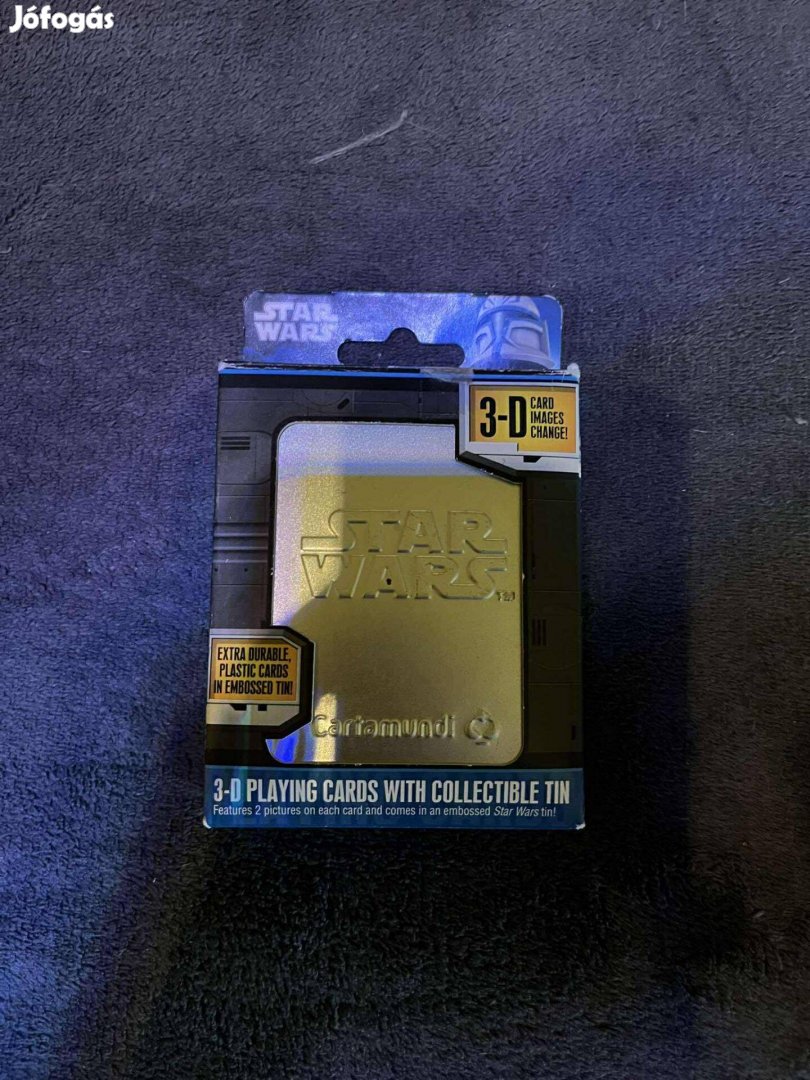 Jófogás
STAR
WARS
3-D CARD
IMAGES
CHANGE!
STAR
WARS™
EXTRA DURABLE,
PLASTIC CARDS
IN EMBOSSED TIN!
Cartamundi
3-D PLAYING CARDS WITH COLLECTIBLE TIN
Features 2 pictures on each card and comes in an embossed Star Wars tin!